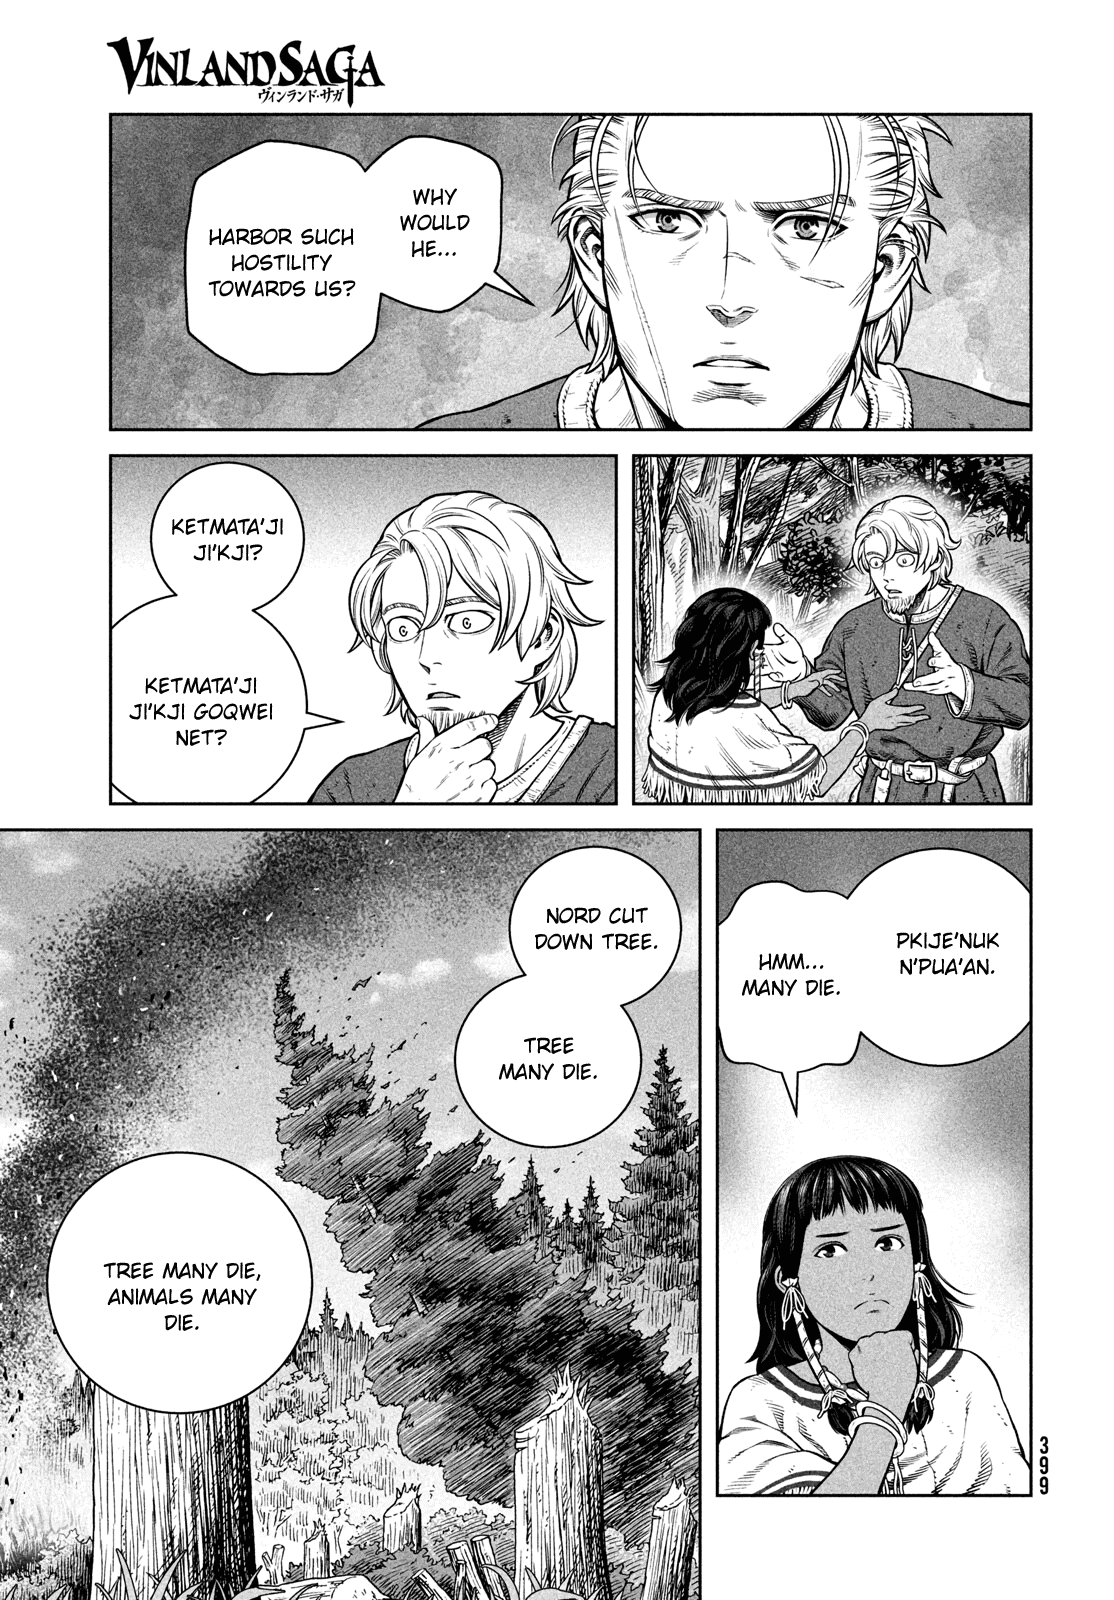 VINLAND SAGA
ヴィンランド・サガ
WHY
WOULD
HE...
HARBOR SUCH
HOSTILITY
TOWARDS US?
KETMATA'JI
JI'KJI?
KETMATA'JI
JI'KJI GOQWEI
NET?
PKIJE'NUK
N'PUA'AN.
HMM...
MANY DIE.
NORD CUT
DOWN TREE.
TREE
MANY DIE.
TREE MANY DIE,
ANIMALS MANY
DIE.
399